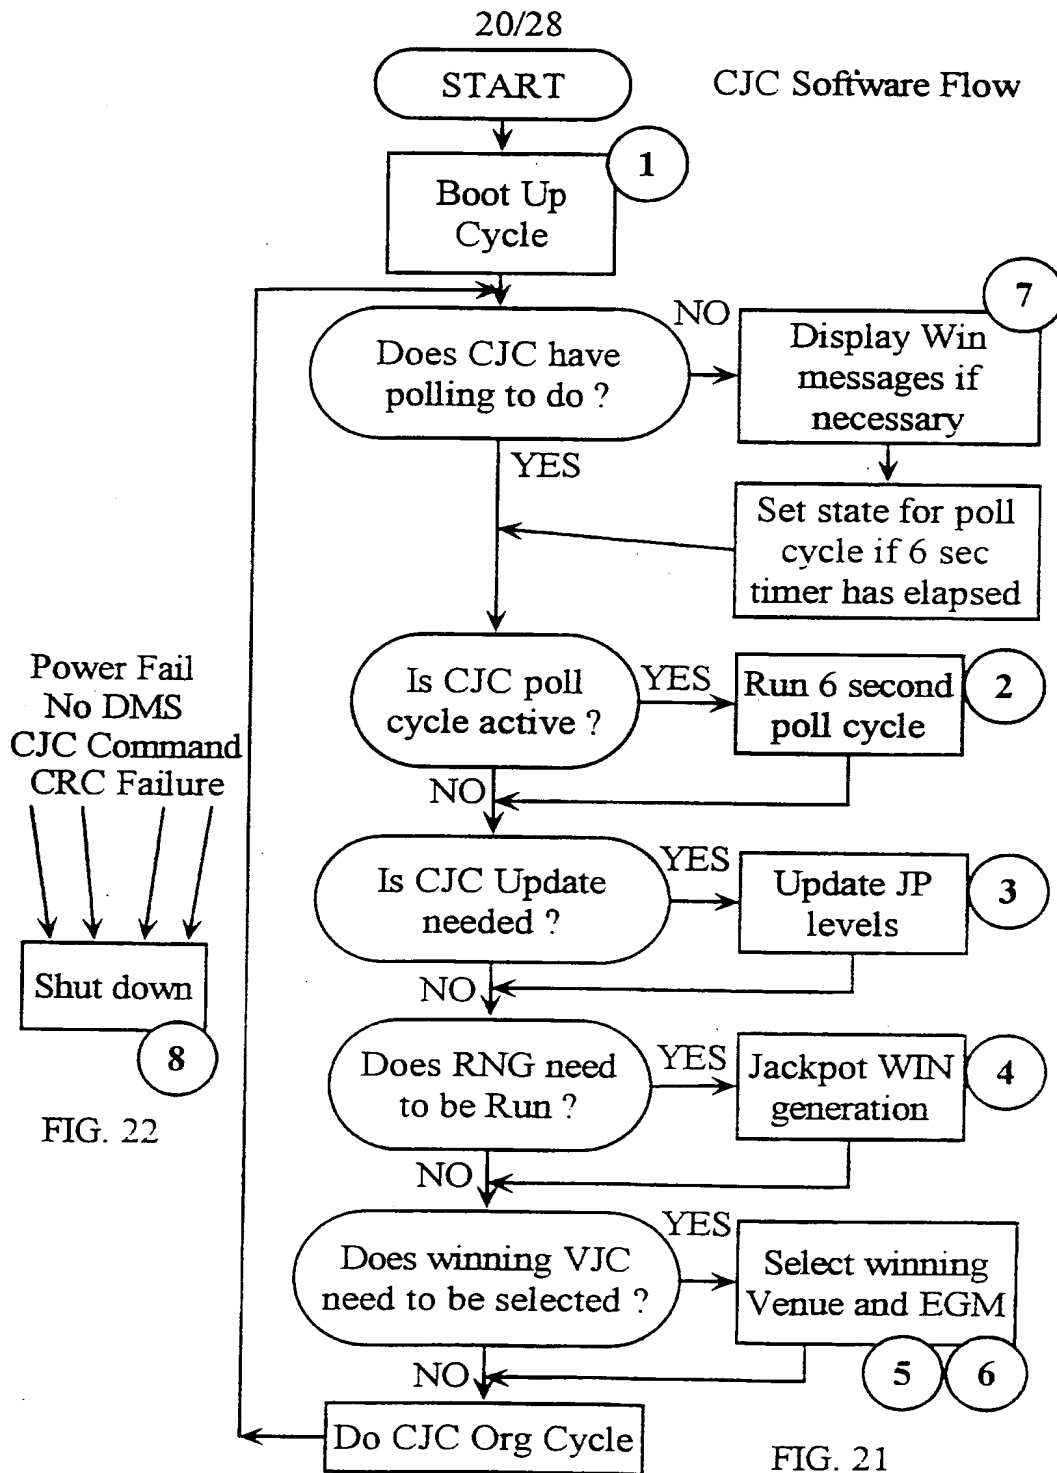 20/28
START
CJC Software Flow
1
Boot Up
Cycle
7
NO
Does CJC have
polling to do ?
Display Win
messages if
necessary
YES
Set state for poll
cycle if 6 sec
timer has elapsed
Power Fail
No DMS
CJC Command
CRC Failure
Shut down
8
FIG. 22
Is CJC poll
cycle active ?
YES
Run 6 second
poll cycle
2
NO
Is CJC Update
needed ?
YES
Update JP
levels
3
NO
Does RNG need
to be Run ?
YES
Jackpot WIN
generation
4
NO
Does winning VJC
need to be selected ?
YES
Select winning
Venue and EGM
5
6
NO
Do CJC Org Cycle
FIG. 21